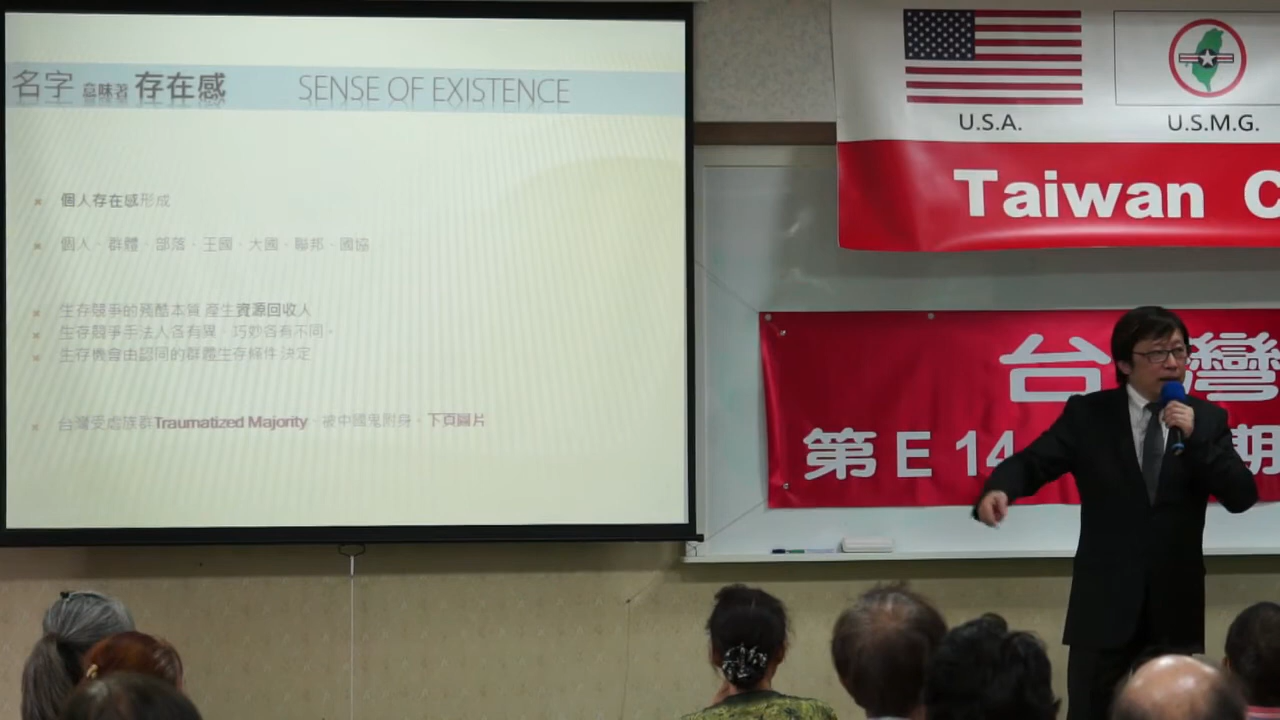 名字 意味著 存在感 SENSE OF EXISTENCE
個人存在感形成
個人、群體、部落、王國、大國、聯邦、國協
生存競爭的殘酷本質 產生資源回收人
生存競爭手法人各有異，巧妙各有不同。
生存機會由認同的群體生存條件決定
台灣受虐族群Traumatized Majority，被中國鬼附身。下頁圖片
U.S.A.
U.S.M.G.
Taiwan C
台灣
第 E 14 期